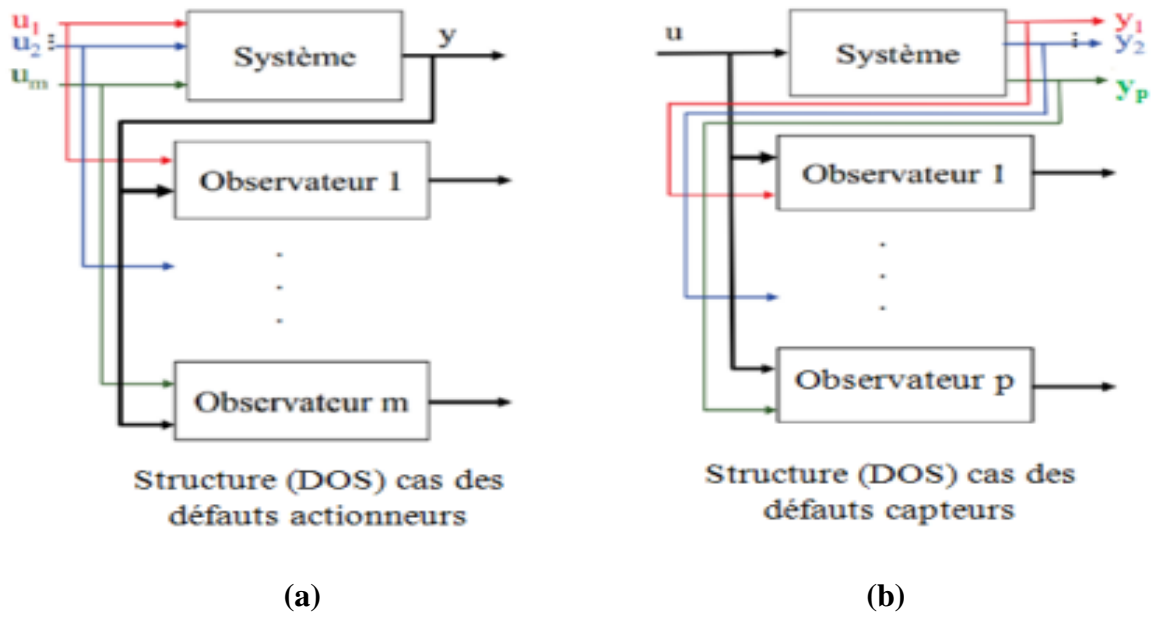 u1
u2
um
Système
y
Observateur 1
Observateur m
Structure (DOS) cas des
défauts actionneurs
(a)
u
Système
y1
y2
yp
Observateur 1
Observateur p
Structure (DOS) cas des
défauts capteurs
(b)